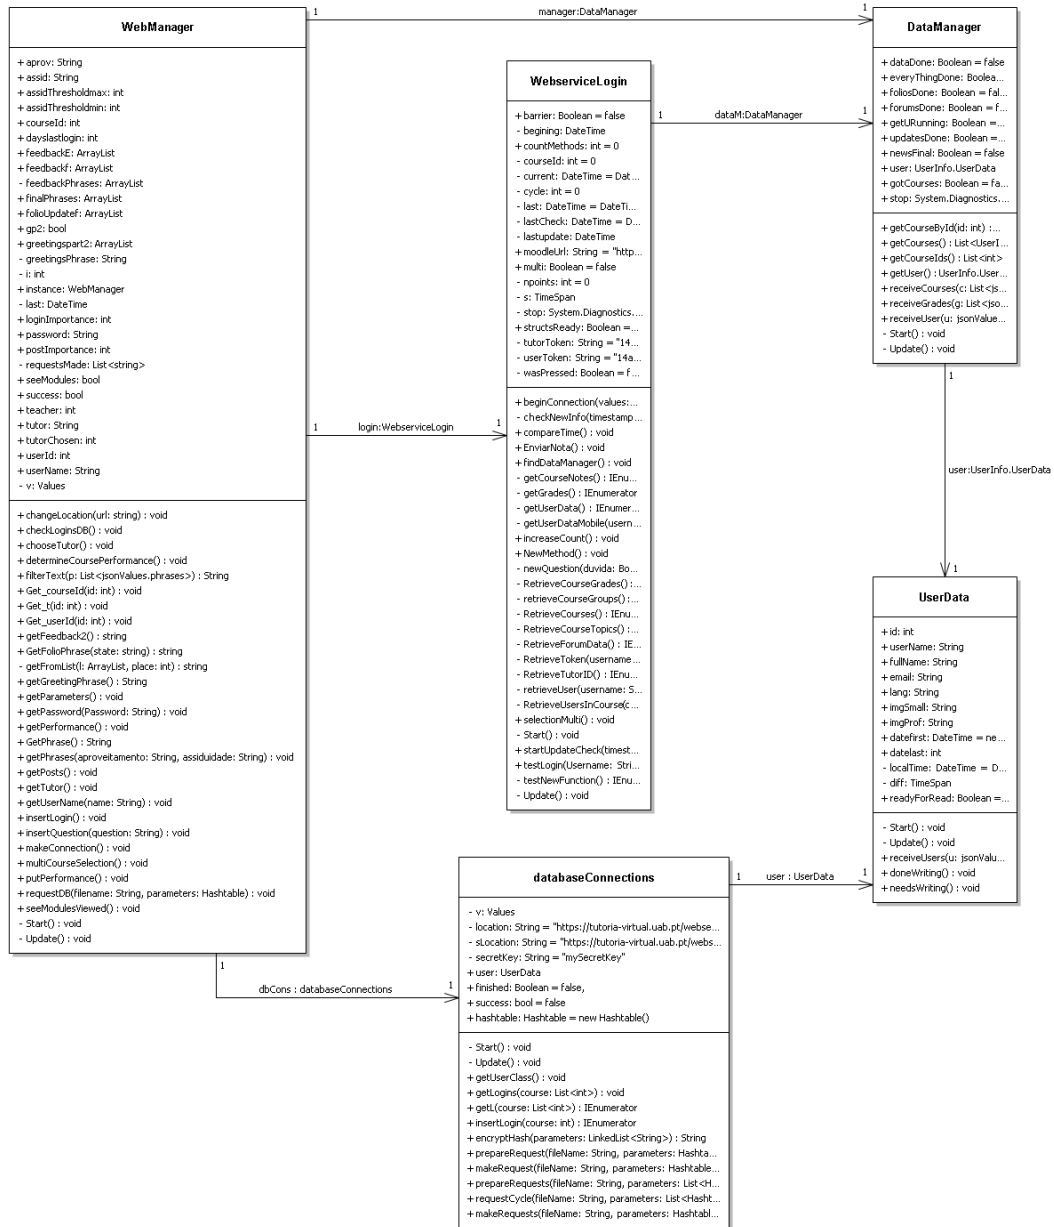 WebManager
+ aprov: String
+ assid: String
+ assidThresholdmax: int
+ assidThresholdmin: int
+ courseId: int
+ dayslastlogin: int
+ feedbackE: ArrayList
+ feedbackf: ArrayList
- feedbackPhrases: ArrayList
+ finalPhrases: ArrayList
+ folioUpdatef: ArrayList
+ gp2: bool
+ greetingspart2: ArrayList
- greetingsPhrase: String
- i: int
+ instance: WebManager
- last: DateTime
+ loginImportance: int
+ password: String
+ postImportance: int
- requestsMade: List<string>
+ seeModules: bool
+ success: bool
+ teacher: int
+ tutor: String
+ tutorChosen: int
+ userId: int
+ userName: String
- v: Values
+ changeLocation(url: string) : void
+ checkLoginsDB() : void
+ chooseTutor() : void
+ determineCoursePerformance() : void
+ filterText(p: List<jsonValues.phrases>) : String
+ Get_courseId(id: int) : void
+ Get_t(id: int) : void
+ Get_userId(id: int) : void
+ getFeedback2() : string
+ GetFolioPhrase(state: string) : string
- getFromList(l: ArrayList, place: int) : string
+ getGreetingPhrase() : String
+ getParameters() : void
+ getPassword(Password: String) : void
+ getPerformance() : void
+ GetPhrase() : String
+ getPhrases(aproveitamento: String, assiduidade: String) : void
+ getPosts() : void
+ getTutor() : void
+ getUserName(name: String) : void
+ insertLogin() : void
+ insertQuestion(question: String) : void
+ makeConnection() : void
+ multiCourseSelection() : void
+ putPerformance() : void
+ requestDB(filename: String, parameters: Hashtable) : void
+ seeModulesViewed() : void
- Start() : void
- Update() : void
1
manager:DataManager
1
1
login:WebserviceLogin
1
1
dbCons : databaseConnections
1
WebserviceLogin
+ barrier: Boolean = false
- begining: DateTime
+ countMethods: int = 0
- courseId: int = 0
- current: DateTime = Dat...
- cycle: int = 0
- last: DateTime = DateTi...
- lastCheck: DateTime = D...
- lastupdate: DateTime
+ moodleUrl: String = "http...
+ multi: Boolean = false
- npoints: int = 0
- s: TimeSpan
- stop: System.Diagnostics....
+ structsReady: Boolean =...
- tutorToken: String = "14...
- userToken: String = "14a...
- wasPressed: Boolean = f...
+ beginConnection(values:...
- checkNewInfo(timestamp...
+ compareTime() : void
+ EnviarNota() : void
+ findDataManager() : void
- getCourseNotes() : IEnu...
- getGrades() : IEnumerator
- getUserData() : IEnumer...
- getUserDataMobile(usern...
+ increaseCount() : void
+ NewMethod() : void
- newQuestion(duvida: Bo...
- RetrieveCourseGrades() :...
- retrieveCourseGroups() :...
- RetrieveCourses() : IEnu...
- RetrieveCourseTopics() :...
- RetrieveForumData() : IE...
- RetrieveToken(username...
- RetrieveTutorID() : IEnu...
- retrieveUser(username: S...
- RetrieveUsersInCourse(c...
+ selectionMulti() : void
- Start() : void
+ startUpdateCheck(timest...
+ testLogin(Username: Stri...
- testNewFunction() : IEnu...
- Update() : void
1
dataM:DataManager
1
DataManager
+ dataDone: Boolean = false
+ everyThingDone: Boolea...
+ foliosDone: Boolean = fal...
+ forumsDone: Boolean = f...
+ getURunning: Boolean =...
+ updatesDone: Boolean =...
+ newsFinal: Boolean = false
+ user: UserInfo.UserData
+ gotCourses: Boolean = fa...
+ stop: System.Diagnostics....
+ getCourseById(id: int) :...
+ getCourses() : List<UserI...
+ getCourseIds() : List<int>
+ getUser() : UserInfo.User...
+ receiveCourses(c: List<js...
+ receiveGrades(g: List<jso...
+ receiveUser(u: jsonValue...
- Start() : void
- Update() : void
1
user:UserInfo.UserData
1
UserData
+ id: int
+ userName: String
+ fullName: String
+ email: String
+ lang: String
+ imgSmall: String
+ imgProf: String
+ datefirst: DateTime = ne...
+ datelast: int
- localTime: DateTime = D...
- diff: TimeSpan
+ readyForRead: Boolean =...
- Start() : void
- Update() : void
+ receiveUsers(u: jsonValu...
+ doneWriting() : void
+ needsWriting() : void
databaseConnections
- v: Values
- location: String = "https://tutoria-virtual.uab.pt/webse...
- sLocation: String = "https://tutoria-virtual.uab.pt/webs...
- secretKey: String = "mySecretKey"
+ user: UserData
+ finished: Boolean = false,
+ success: bool = false
+ hashtable: Hashtable = new Hashtable()
- Start() : void
- Update() : void
+ getUserClass() : void
+ getLogins(course: List<int>) : void
+ getL(course: List<int>) : IEnumerator
+ insertLogin(course: int) : IEnumerator
+ encryptHash(parameters: LinkedList<String>) : String
+ prepareRequest(fileName: String, parameters: Hashta...
+ makeRequest(fileName: String, parameters: Hashtable...
+ prepareRequests(fileName: String, parameters: List<H...
+ requestCycle(fileName: String, parameters: List<Hasht...
+ makeRequests(fileName: String, parameters: Hashtabl...
1
user : UserData
1